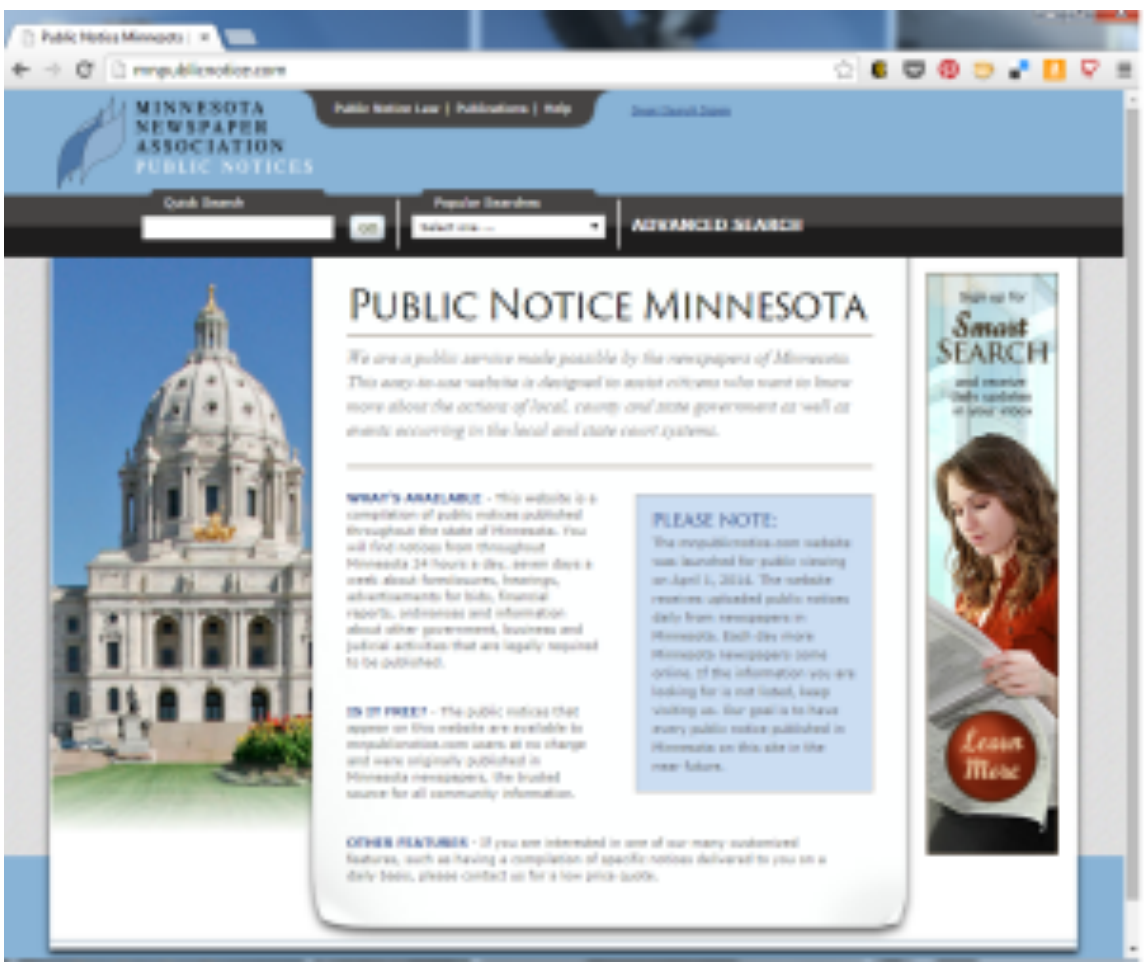 Public Notice Minnesota |
mnpublicnotice.com
MINNESOTA
NEWSPAPER
ASSOCIATION
PUBLIC NOTICES
Public Notice Law | Publications | Help
Quick Search
GO
Popular Searches
Select one ---
ADVANCED SEARCH
PUBLIC NOTICE MINNESOTA
We are a public service made possible by the newspapers of Minnesota.
This easy-to-use website is designed to assist citizens who want to know
more about the actions of local, county and state government as well as
events occurring in the local and state court systems.
WHAT'S AVAILABLE - This website is a
compilation of public notices published
throughout the state of Minnesota. You
will find notices from throughout
Minnesota 24 hours a day, seven days a
week about foreclosures, hearings,
advertisements for bids, financial
reports, ordinances and information
about other government, business and
judicial activities that are legally required
to be published.
IS IT FREE? - The public notices that
appear on this website are available to
mnpublicnotice.com users at no charge
and were originally published in
Minnesota newspapers, the trusted
source for all community information.
OTHER FEATURES - If you are interested in one of our many customized
features, such as having a compilation of specific notices delivered to you on a
daily basis, please contact us for a low price quote.
PLEASE NOTE:
The mnpublicnotice.com website
was launched for public viewing
on April 1, The website
receives uploaded public notices
daily from newspapers in
Minnesota. Each day more
Minnesota newspapers come
online. If the information you are
looking for is not listed, keep
visiting us. Our goal is to have
every public notice published in
Minnesota on this site in the
near future.
Sign up for
Smart
SEARCH
and receive
daily updates
in your inbox
Learn
More